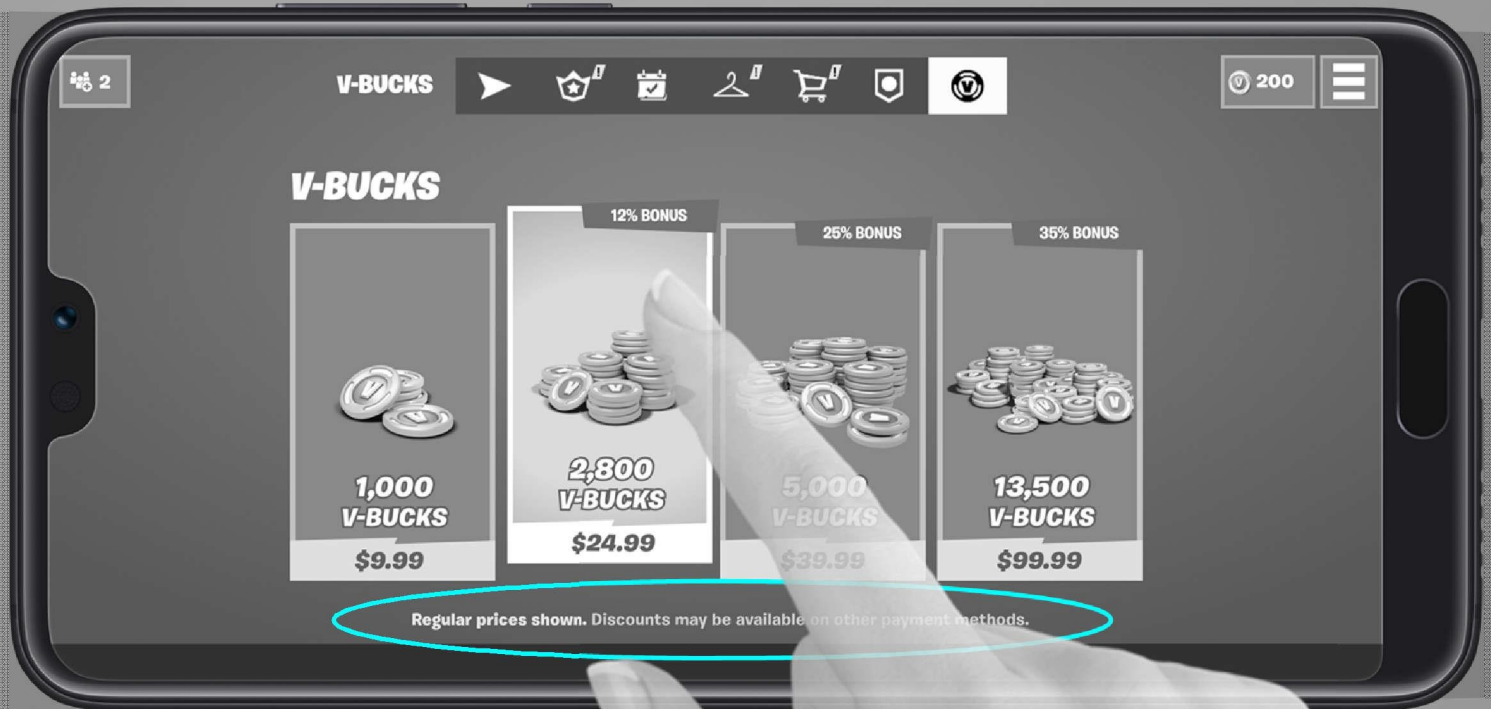 2
V-BUCKS
200
V-BUCKS
12% BONUS
25% BONUS
35% BONUS
1,000
V-BUCKS
$9.99
2,800
V-BUCKS
$24.99
5,000
V-BUCKS
$39.99
13,500
V-BUCKS
$99.99
Regular prices shown. Discounts may be available on other payment methods.